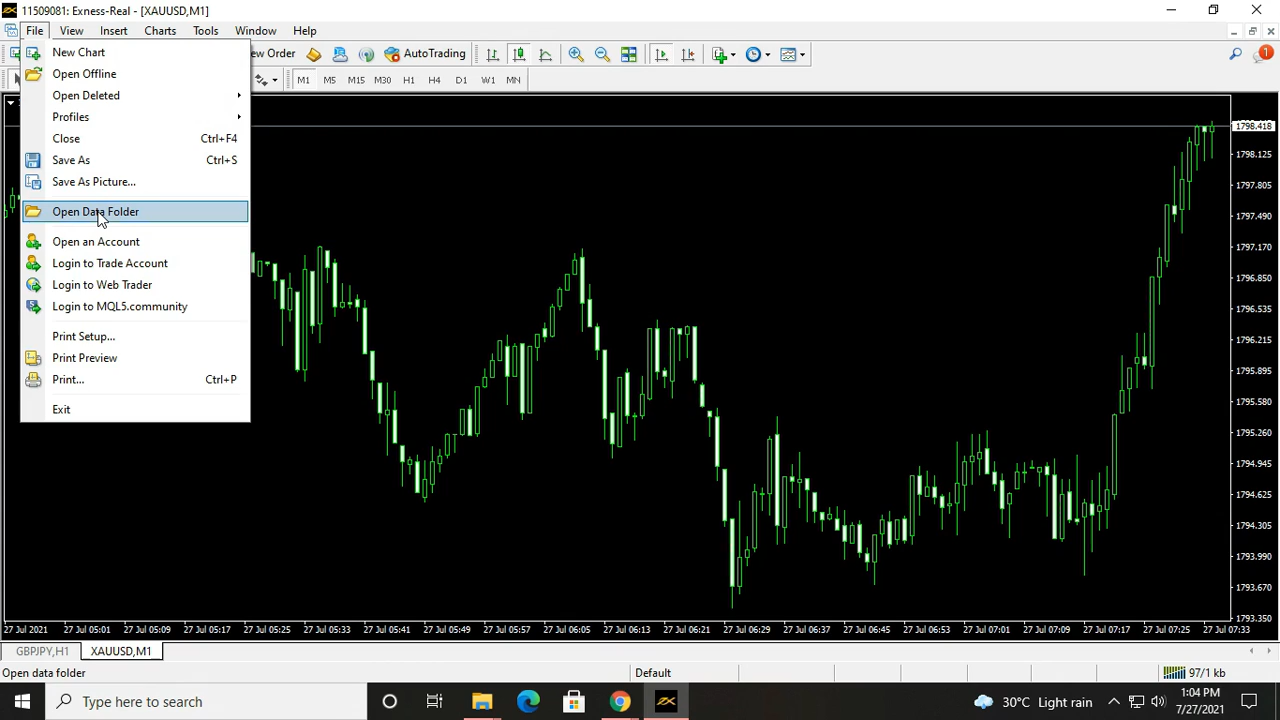 11509081: Exness-Real - [XAUUSD,M1]
File View Insert Charts Tools Window Help
New Order AutoTrading
M1 M5 M15 M30 H1 H4 D1 W1 MN
1
New Chart
Open Offline
Open Deleted
Profiles
Close Ctrl+F4
Save As Ctrl+S
Save As Picture...
Open Data Folder
Open an Account
Login to Trade Account
Login to Web Trader
Login to MQL5.community
Print Setup...
Print Preview
Print... Ctrl+P
Exit
1798.418
1798.125
1797.805
1797.490
1797.170
1796.850
1796.535
1796.215
1795.895
1795.580
1795.260
1794.945
1794.625
1794.305
1793.990
1793.670
1793.350
27 Jul 2021 27 Jul 05:01 27 Jul 05:09 27 Jul 05:17 27 Jul 05:25 27 Jul 05:33 27 Jul 05:41 27 Jul 05:49 27 Jul 05:57 27 Jul 06:05 27 Jul 06:13 27 Jul 06:21 27 Jul 06:29 27 Jul 06:37 27 Jul 06:45 27 Jul 06:53 27 Jul 07:01 27 Jul 07:09 27 Jul 07:17 27 Jul 07:25 27 Jul 07:33
GBPJPY,H1 XAUUSD,M1
Open data folder Default 97/1 kb
Type here to search 30°C Light rain 1:04 PM
7/27/2021